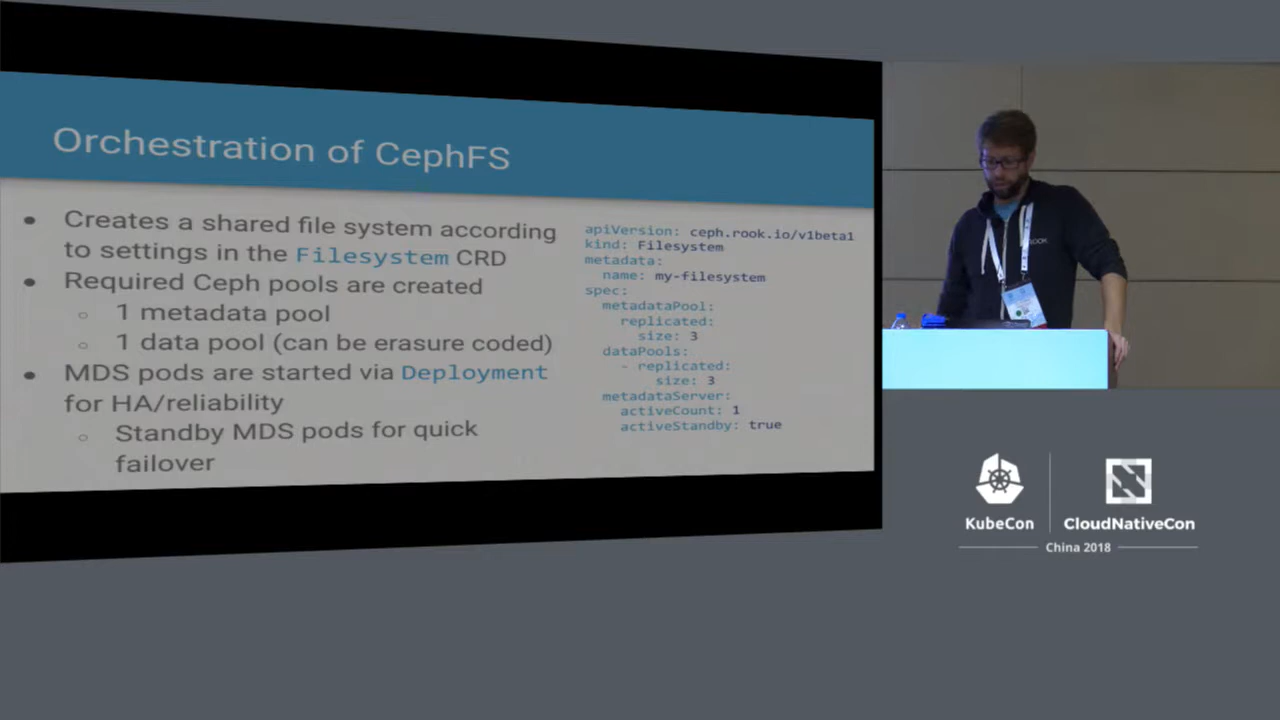 Orchestration of CephFS
● Creates a shared file system according
to settings in the Filesystem CRD
● Required Ceph pools are created
○ 1 metadata pool
○ 1 data pool (can be erasure coded)
● MDS pods are started via Deployment
for HA/reliability
○ Standby MDS pods for quick
failover
apiVersion: ceph.rook.io/v1beta1
kind: Filesystem
metadata:
name: my-filesystem
spec:
metadataPool:
replicated:
size: 3
dataPools:
- replicated:
size: 3
metadataServer:
activeCount: 1
activeStandby: true
KubeCon
CloudNativeCon
China 2018